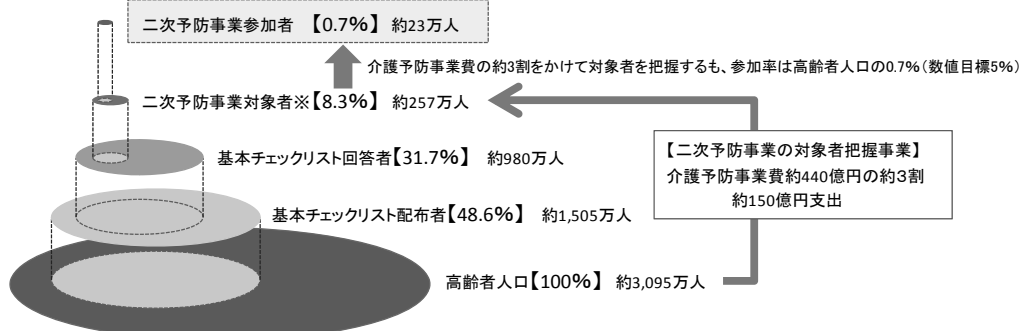 二次予防事業参加者 【0.7%】 約23万人
介護予防事業費の約3割をかけて対象者を把握するも、参加率は高齢者人口の0.7%(数値目標5%)
二次予防事業対象者※【8.3%】 約257万人
基本チェックリスト回答者【31.7%】 約980万人
【二次予防事業の対象者把握事業】
介護予防事業費約440億円の約3割
約150億円支出
基本チェックリスト配布者【48.6%】 約1,505万人
高齢者人口【100%】 約3,095万人